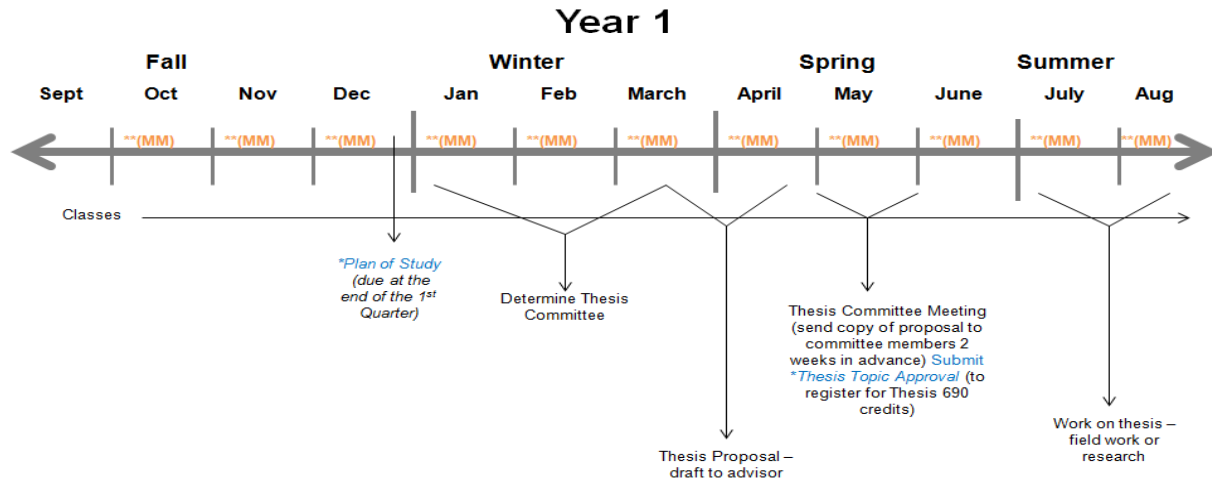 Year 1
Fall Winter Spring Summer
Sept Oct Nov Dec Jan Feb March April May June July Aug
**(MM) **(MM) **(MM) **(MM) **(MM) **(MM) **(MM) **(MM) **(MM) **(MM) **(MM)
Classes
*Plan of Study
(due at the
end of the 1st
Quarter)
Determine Thesis
Committee
Thesis Committee Meeting
(send copy of proposal to
committee members 2
weeks in advance) Submit
*Thesis Topic Approval (to
register for Thesis 690
credits)
Thesis Proposal –
draft to advisor
Work on thesis –
field work or
research